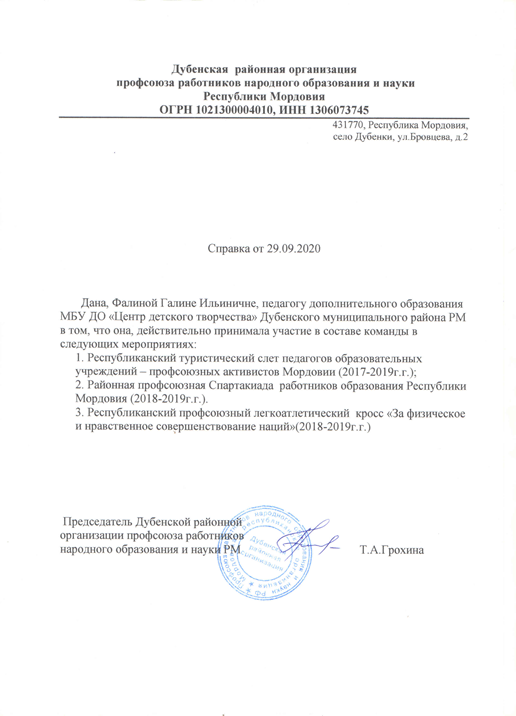 Дубенская районная организация
профсоюза работников народного образования и науки
Республики Мордовия
ОГРН 1021300004010, ИНН 1306073745
431770, Республика Мордовия,
село Дубенки, ул.Бровцева, д.2
Справка от 29.09.2020
Дана, Фалиной Галине Ильиничне, педагогу дополнительного образования
МБУ ДО «Центр детского творчества» Дубенского муниципального района РМ
в том, что она, действительно принимала участие в составе команды в
следующих мероприятиях:
1. Республиканский туристический слет педагогов образовательных
учреждений – профсоюзных активистов Мордовии (2017-2019г.г.);
2. Районная профсоюзная Спартакиада работников образования Республики
Мордовия (2018-2019г.г.).
3. Республиканский профсоюзный легкоатлетический кросс «За физическое
и нравственное совершенствование наций»(2018-2019г.г.)
Председатель Дубенской районной
организации профсоюза работников
народного образования и науки РМ.
Т.А.Грохина
Дубенская
районная
организация